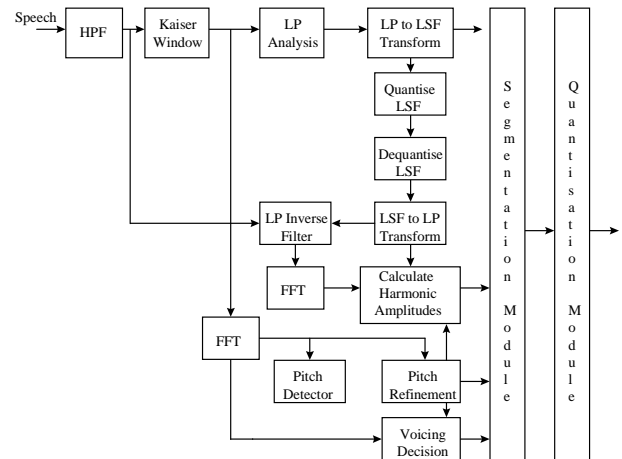 Speech
HPF
Kaiser
Window
LP
Analysis
LP to LSF
Transform
Quantise
LSF
Dequantise
LSF
LP Inverse
Filter
LSF to LP
Transform
FFT
Calculate
Harmonic
Amplitudes
FFT
Pitch
Detector
Pitch
Refinement
Voicing
Decision
Segmentation Module
Quantisation Module